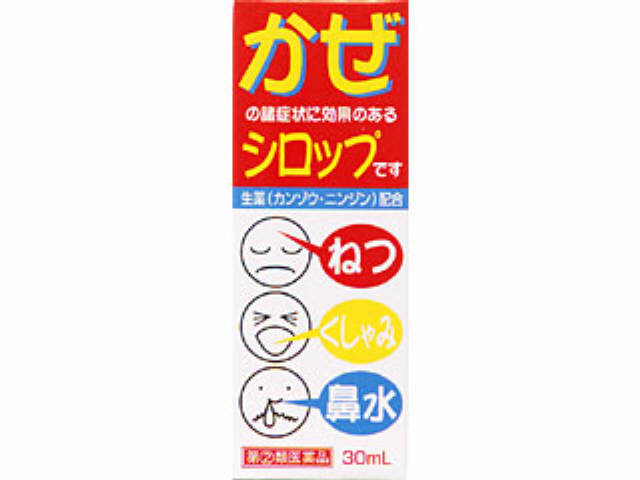 かぜ
の諸症状に効果のある
シロップです
生薬(カンゾウ・ニンジン)配合
ねつ
くしゃみ
鼻水
第②類医薬品 30mL